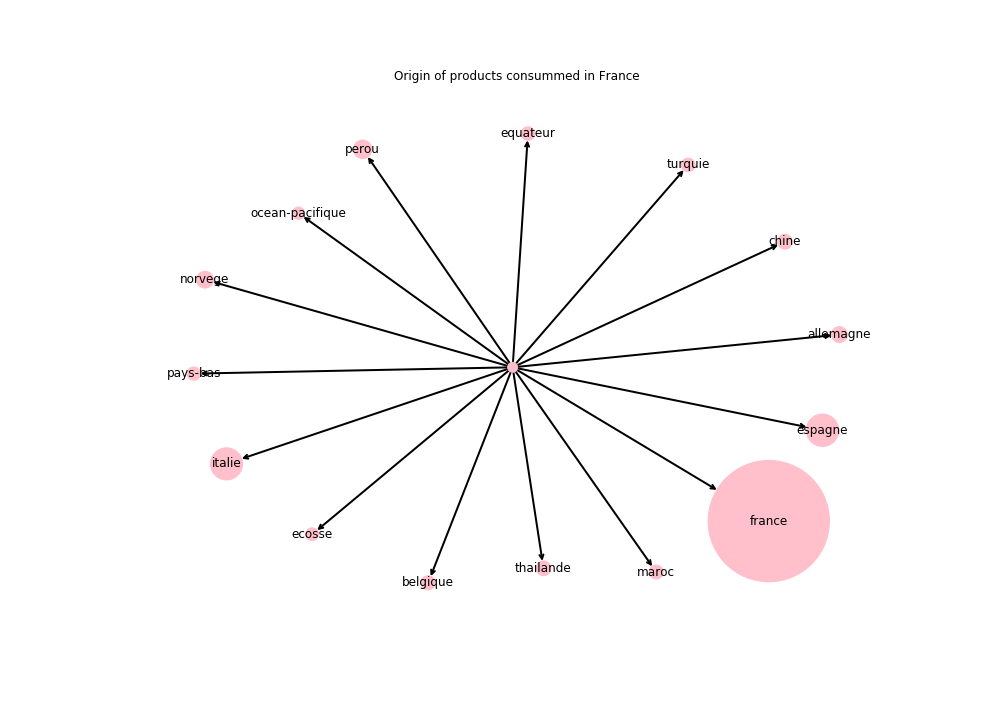 Origin of products consummed in France
equateur
perou
turquie
ocean-pacifique
chine
norvege
allemagne
pays-bas
espagne
italie
france
ecosse
thailande
maroc
belgique